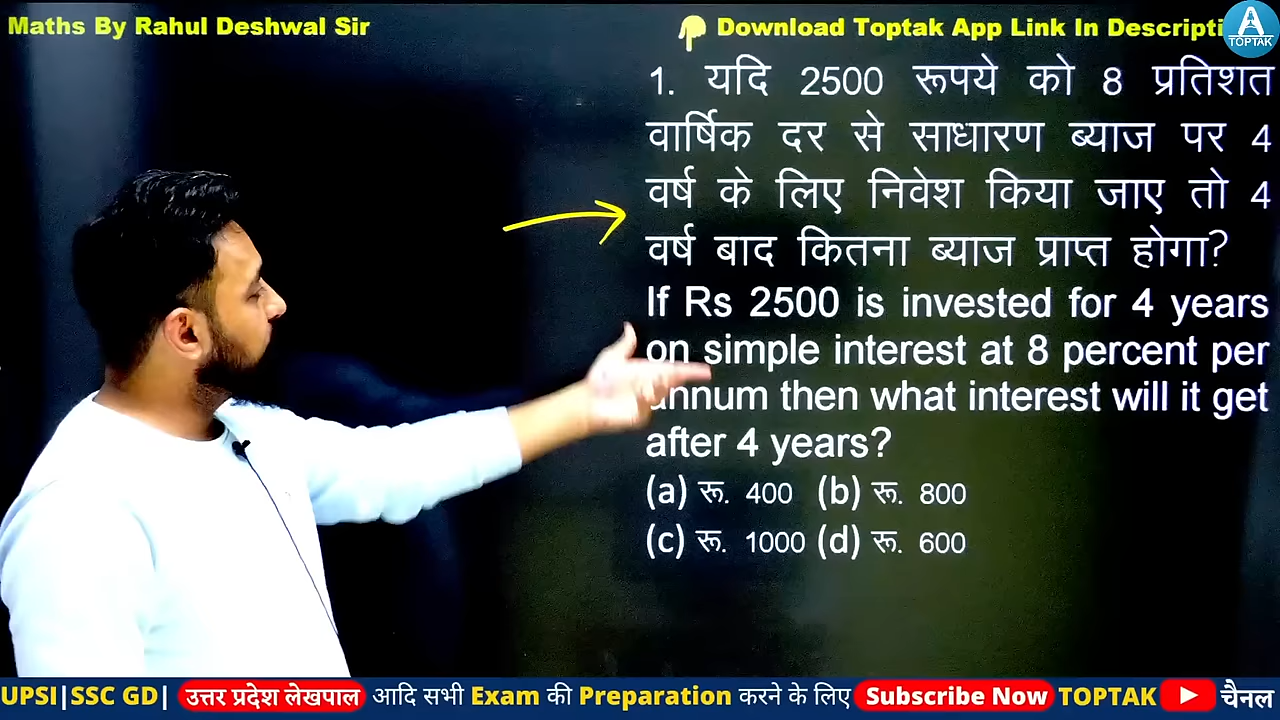 Maths By Rahul Deshwal Sir
Download Toptak App Link In Descripti
TOPTAK
1. यदि 2500 रूपये को 8 प्रतिशत
वार्षिक दर से साधारण ब्याज पर 4
वर्ष के लिए निवेश किया जाए तो 4
वर्ष बाद कितना ब्याज प्राप्त होगा?
If Rs 2500 is invested for 4 years
on simple interest at 8 percent per
annum then what interest will it get
after 4 years?
(a) रू. 400 (b) रू. 800
(c) रू. 1000 (d) रू. 600
UPSI|SSC GD| उत्तर प्रदेश लेखपाल आदि सभी Exam की Preparation करने के लिए Subscribe Now TOPTAK चैनल